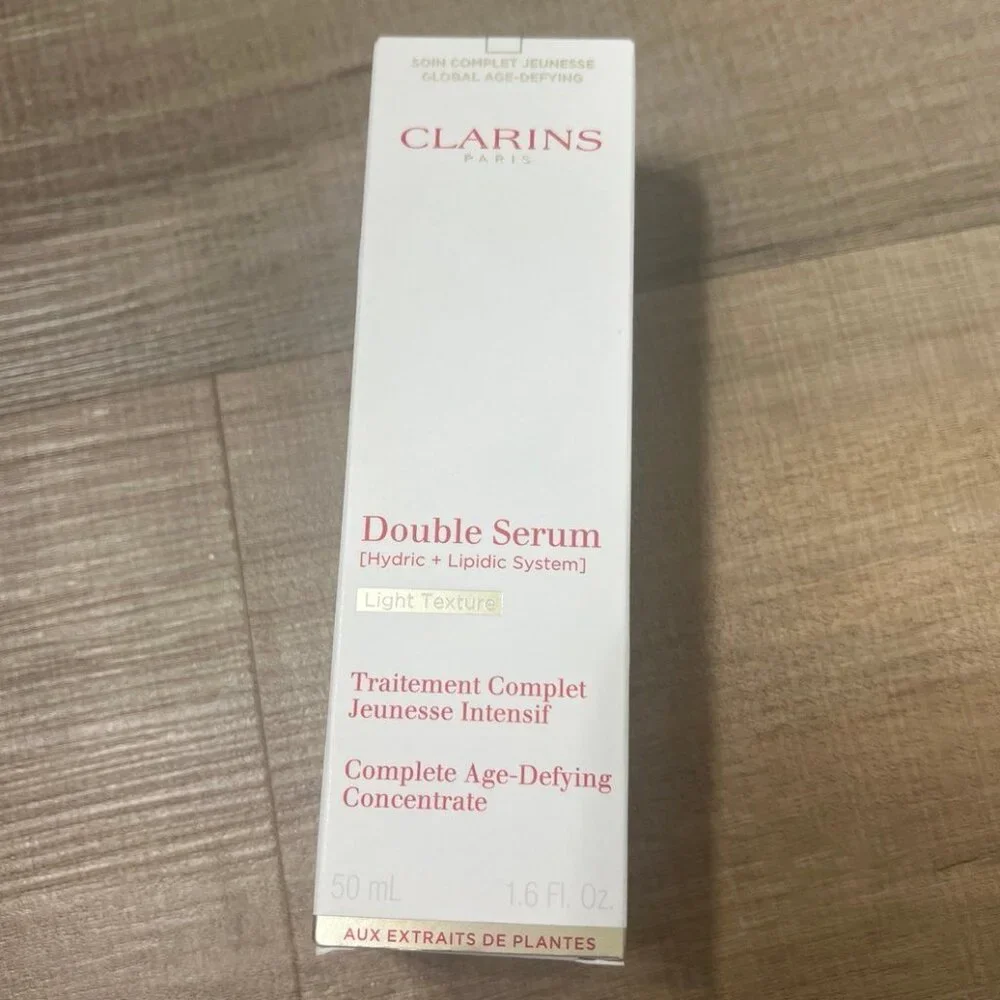 SOIN COMPLET JEUNESSE
GLOBAL AGE-DEFYING
CLARINS
PARIS
Double Serum
[Hydric + Lipidic System]
Light Texture
Traitement Complet
Jeunesse Intensif
Complete Age-Defying
Concentrate
50 mL 1.6 Fl. Oz.
AUX EXTRAITS DE PLANTES